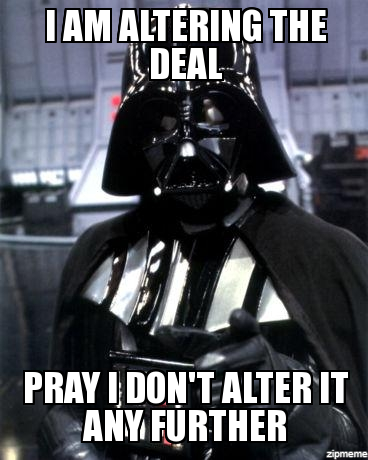 I AM ALTERING THE
DEAL
PRAY I DON'T ALTER IT
ANY FURTHER
zipmeme